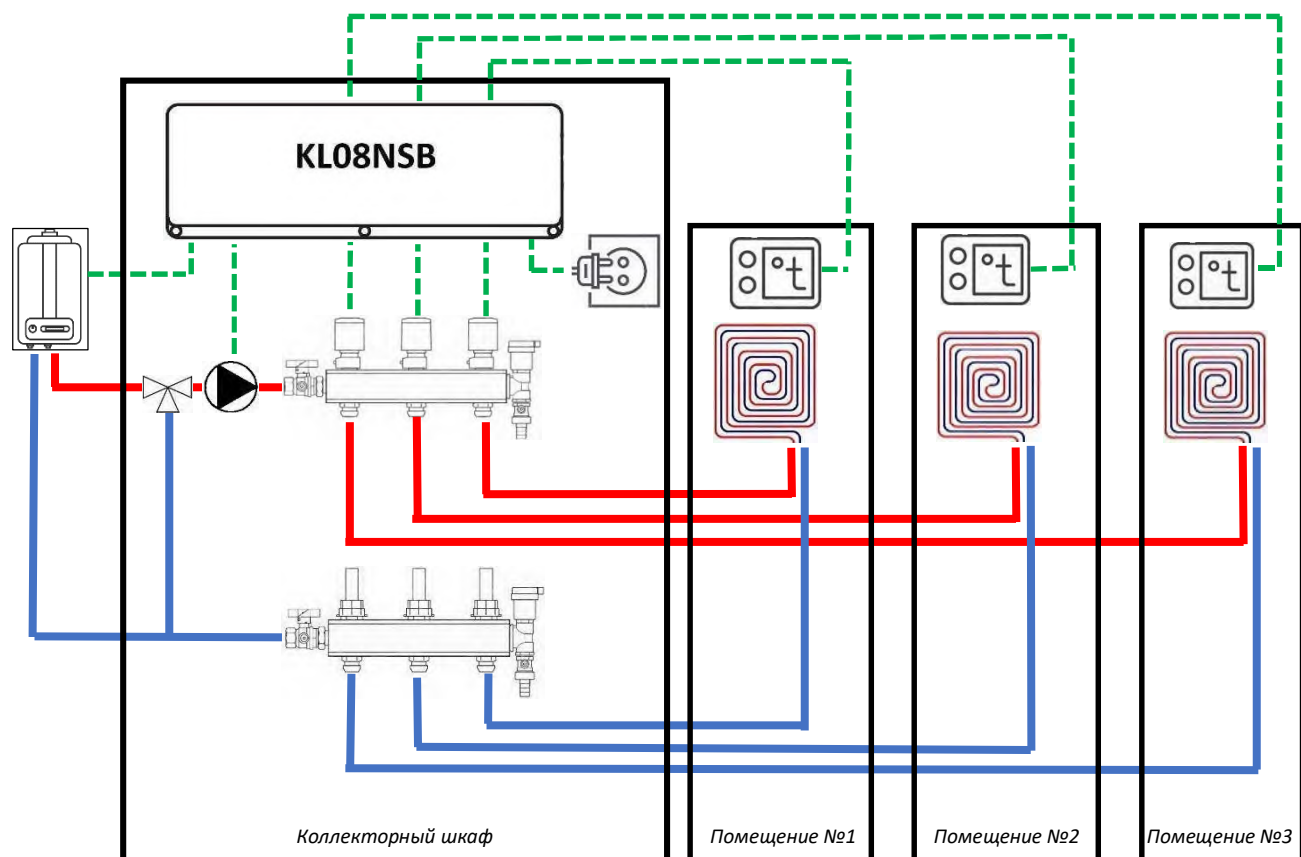 KL08NSB
°t
°t
°t
Коллекторный шкаф
Помещение №1
Помещение №2
Помещение №3